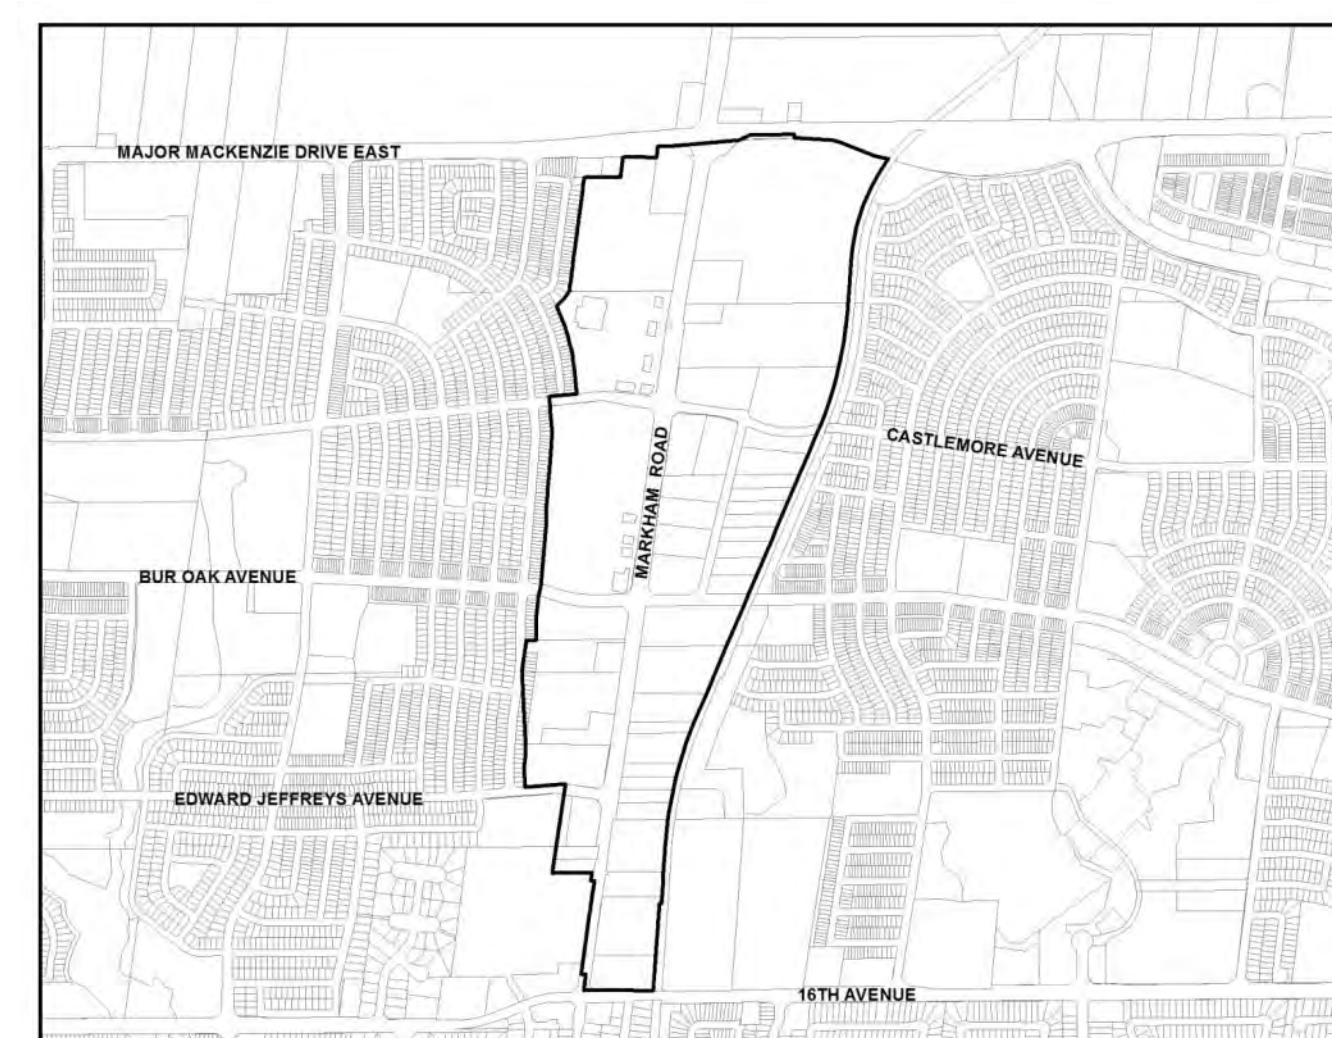 MAJOR MACKENZIE DRIVE EAST
CASTLEMORE AVENUE
MARKHAM ROAD
BUR OAK AVENUE
EDWARD JEFFREYS AVENUE
16TH AVENUE